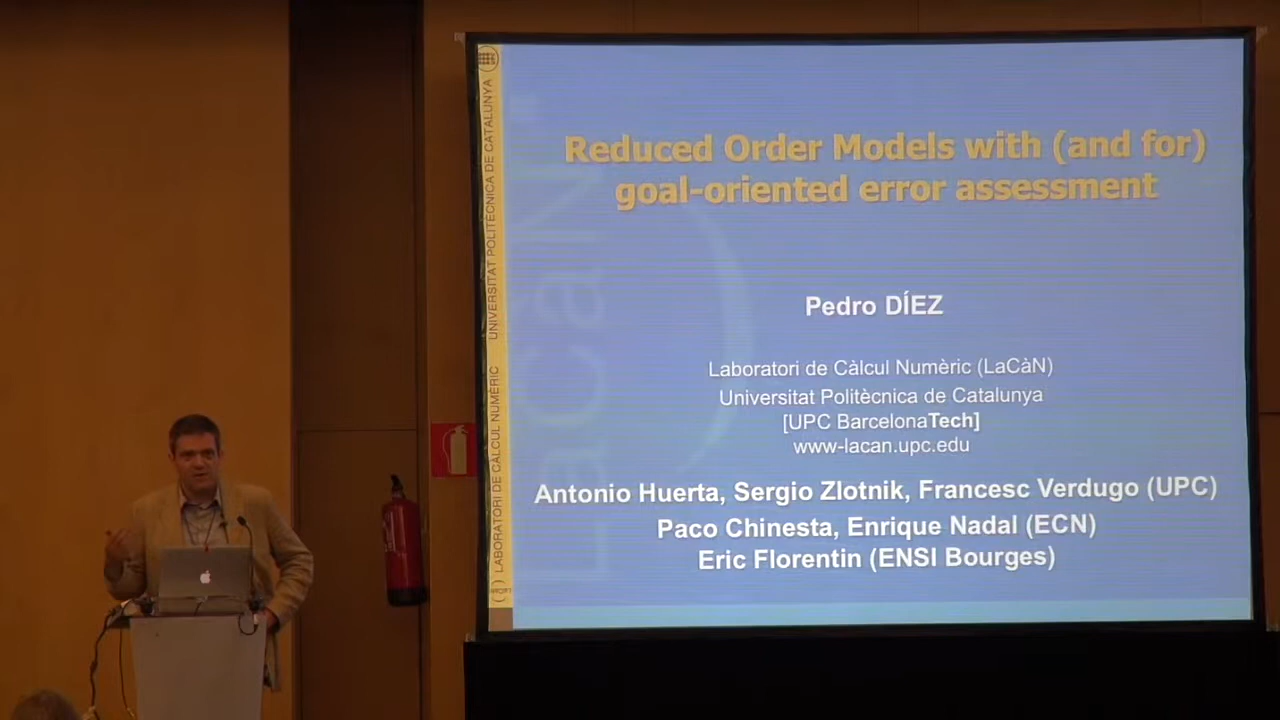 Reduced Order Models with (and for)
goal-oriented error assessment
Pedro DÍEZ
Laboratori de Càlcul Numèric (LaCàN)
Universitat Politècnica de Catalunya
[UPC BarcelonaTech]
www-lacan.upc.edu
Antonio Huerta, Sergio Zlotnik, Francesc Verdugo (UPC)
Paco Chinesta, Enrique Nadal (ECN)
Eric Florentin (ENSI Bourges)
LABORATORI DE CÀLCUL NUMÈRIC
UNIVERSITAT POLITÈCNICA DE CATALUNYA
LaCàN